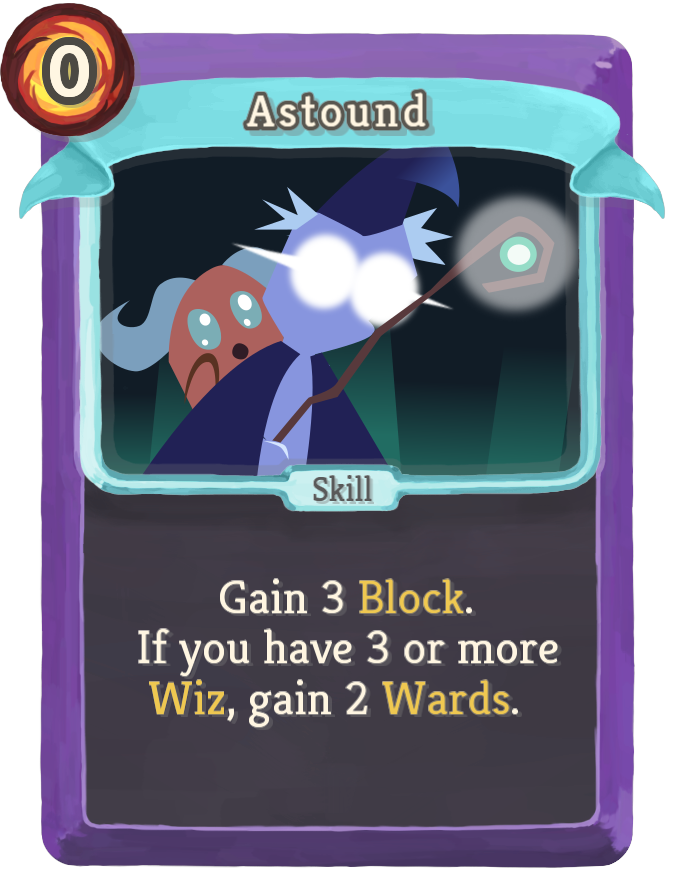 0
Astound
Skill
Gain 3 Block.
If you have 3 or more
Wiz, gain 2 Wards.